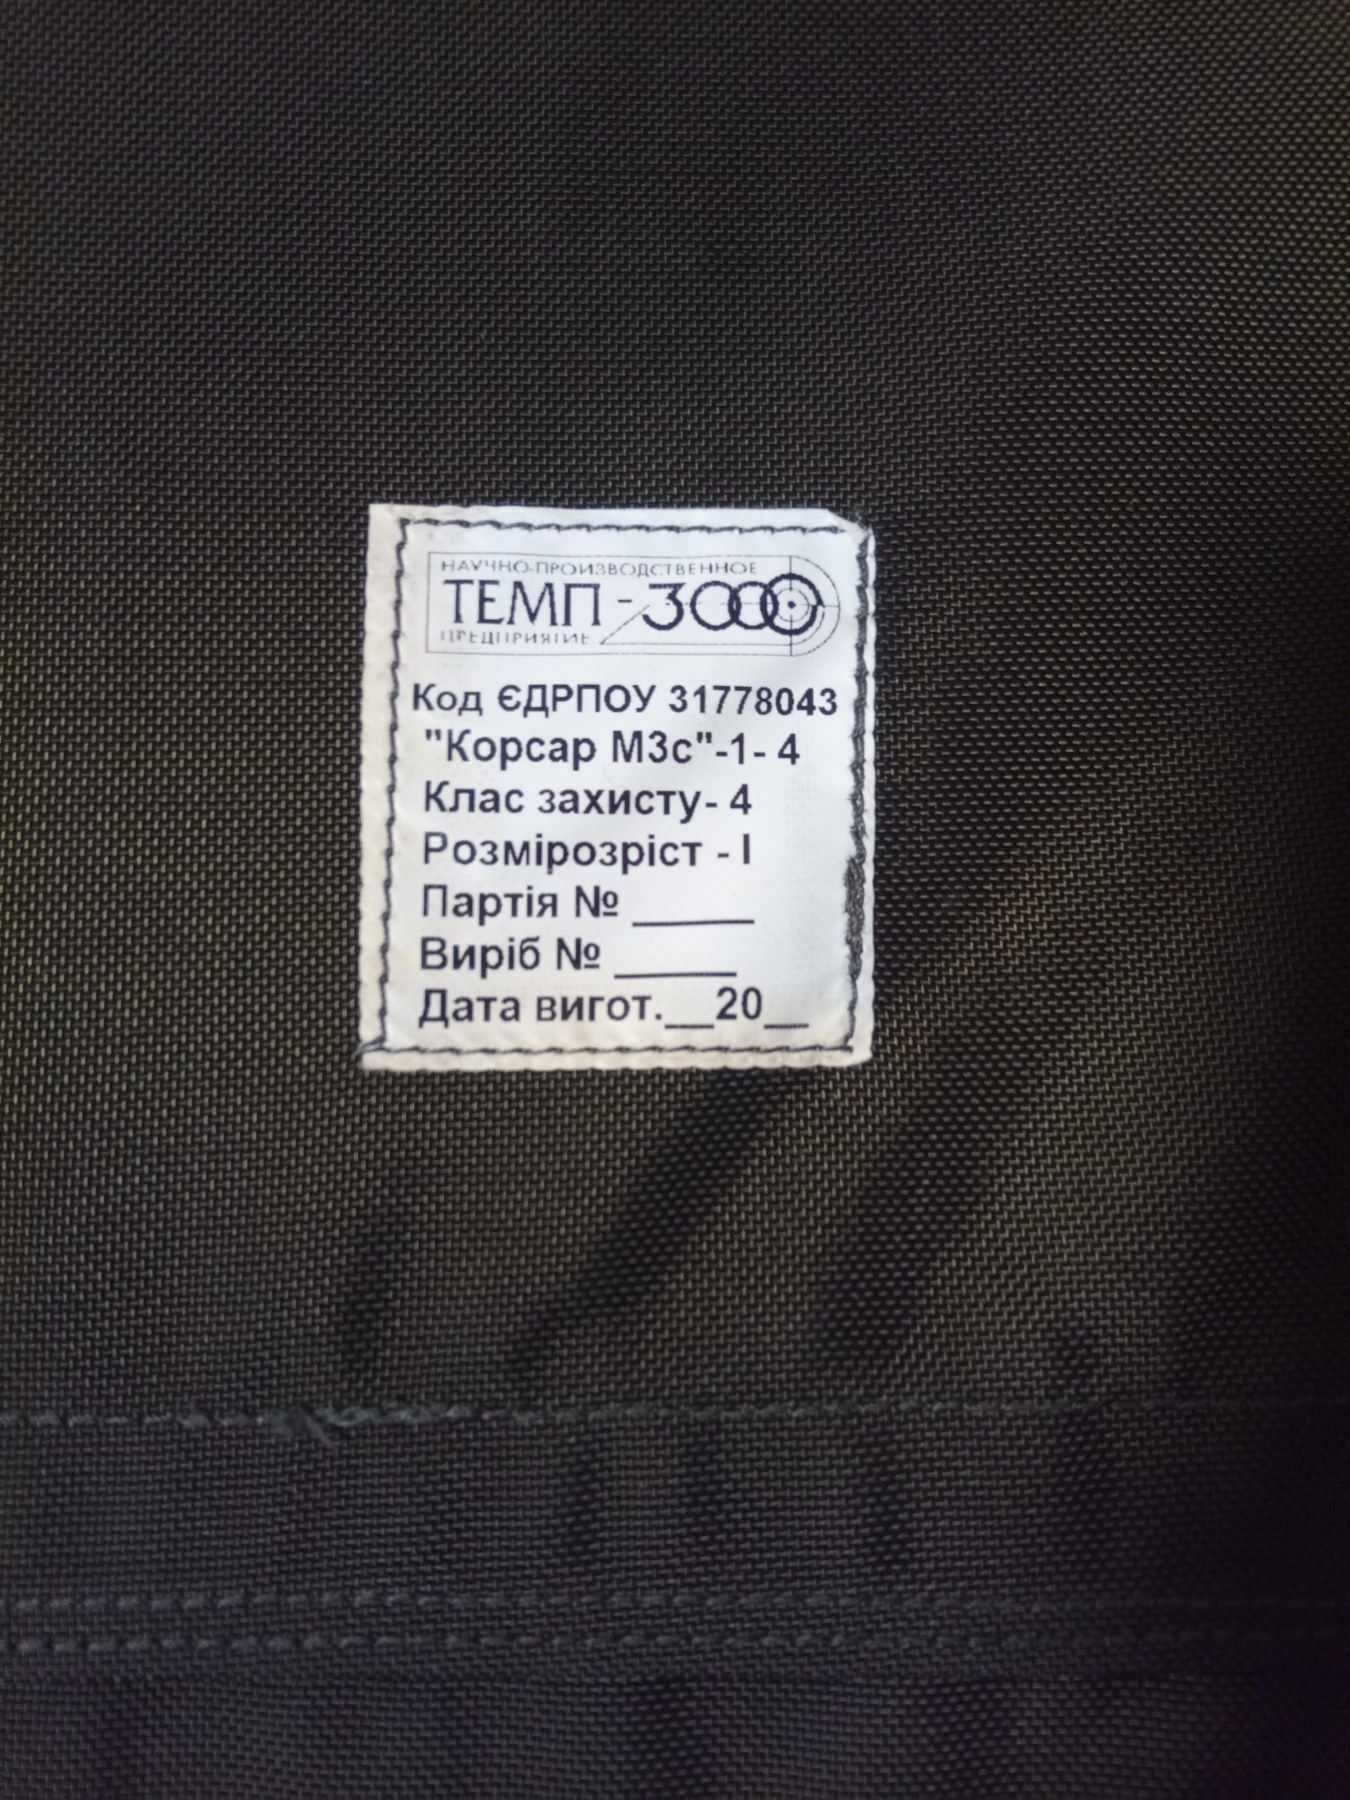 НАУЧНО-ПРОИЗВОДСТВЕННОЕ
ТЕМП-3000
ПРЕДПРИЯТИЕ
Код ЄДРПОУ 31778043
"Корсар М3с"-1- 4
Клас захисту- 4
Розмірозріст - І
Партія № _____
Виріб № _____
Дата вигот.__20__